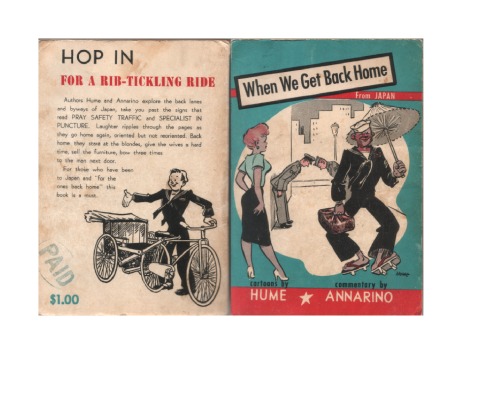 HOP IN
FOR A RIB-TICKLING RIDE
Authors Hume and Annarino explore the back lanes
and byways of Japan, take you past the signs that
read PRAY SAFETY TRAFFIC and SPECIALIST IN
PUNCTURE. Laughter ripples through the pages as
they go home again, oriented but not reoriented. Back
home, they stare at the blondes, give the wives a hard
time, sell the furniture, bow three times
to the man next door.
For those who have been
to Japan and "for the
ones back home" this
book is a must.
PAID
$1.00
When We Get Back Home
From JAPAN
cartoons by
HUME
commentary by
ANNARINO